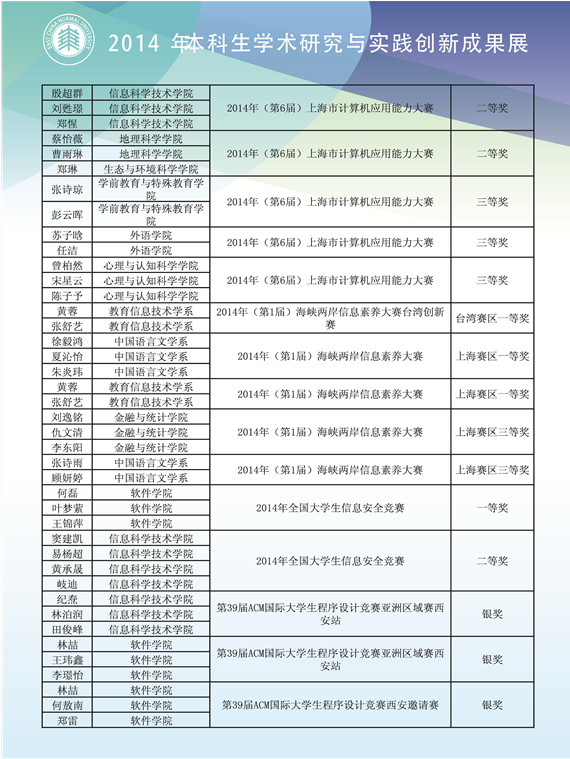 EAST CHINA NORMAL UNIVERSITY
2014 年本科生学术研究与实践创新成果展
殷超群 信息科学技术学院
刘甦璟 信息科学技术学院 2014年（第6届）上海市计算机应用能力大赛 二等奖
郑惺 信息科学技术学院
蔡怡薇 地理科学学院
曹雨琳 地理科学学院 2014年（第6届）上海市计算机应用能力大赛 二等奖
郑琳 生态与环境科学学院
张诗琼 学前教育与特殊教育学院 2014年（第6届）上海市计算机应用能力大赛 三等奖
彭云晖 学前教育与特殊教育学院
苏子晗 外语学院 2014年（第6届）上海市计算机应用能力大赛 三等奖
任洁 外语学院
曾柏然 心理与认知科学学院
宋星云 心理与认知科学学院 2014年（第6届）上海市计算机应用能力大赛 三等奖
陈子予 心理与认知科学学院
黄蓉 教育信息技术学系 2014年（第1届）海峡两岸信息素养大赛台湾创新赛 台湾赛区一等奖
张舒艺 教育信息技术学系
徐毅鸿 中国语言文学系
夏沁怡 中国语言文学系 2014年（第1届）海峡两岸信息素养大赛 上海赛区一等奖
朱炎玮 中国语言文学系
黄蓉 教育信息技术学系 2014年（第1届）海峡两岸信息素养大赛 上海赛区一等奖
张舒艺 教育信息技术学系
刘逸铭 金融与统计学院
仇文清 金融与统计学院 2014年（第1届）海峡两岸信息素养大赛 上海赛区三等奖
李东阳 金融与统计学院
张诗雨 中国语言文学系 2014年（第1届）海峡两岸信息素养大赛 上海赛区三等奖
顾妍婷 中国语言文学系
何磊 软件学院
叶梦萦 软件学院 2014年全国大学生信息安全竞赛 一等奖
王锦萍 软件学院
窦建凯 信息科学技术学院
易杨超 信息科学技术学院 2014年全国大学生信息安全竞赛 二等奖
黄承晟 信息科学技术学院
岐迪 信息科学技术学院
纪焘 信息科学技术学院
林泊润 信息科学技术学院 第39届ACM国际大学生程序设计竞赛亚洲区域赛西安站 银奖
田俊峰 信息科学技术学院
林喆 软件学院
王玮鑫 软件学院 第39届ACM国际大学生程序设计竞赛亚洲区域赛西安站 银奖
李璟怡 软件学院
林喆 软件学院
何敖南 软件学院 第39届ACM国际大学生程序设计竞赛西安邀请赛 银奖
郑雷 软件学院